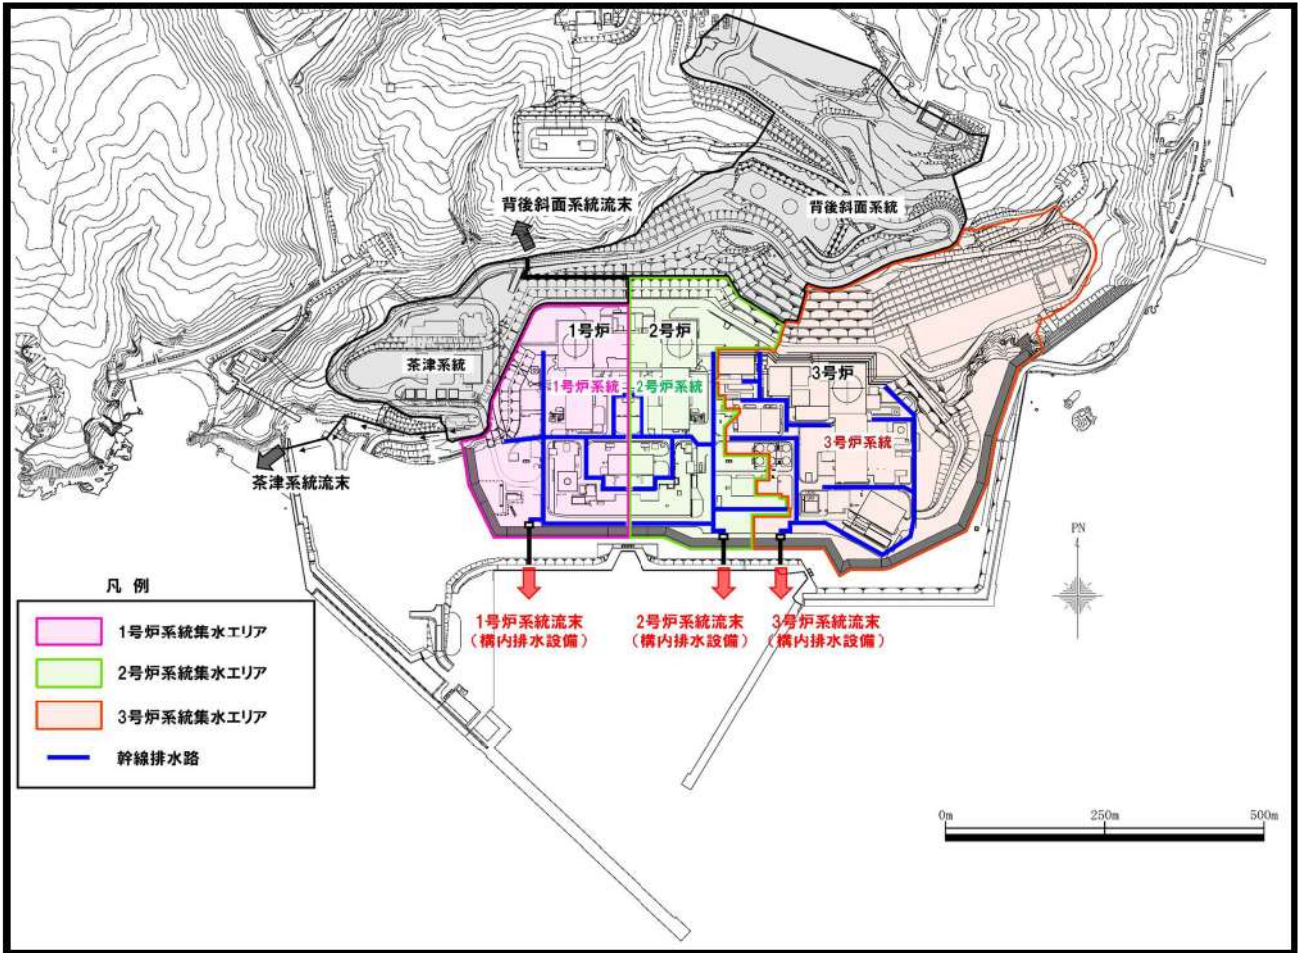 背後斜面系統流末
背後斜面系統
1号炉
2号炉
茶津系統
3号炉
1号炉系統
2号炉系統
3号炉系統
茶津系統流末
PN
1号炉系統流末
(構内排水設備)
2号炉系統流末
(構内排水設備)
3号炉系統流末
(構内排水設備)
凡 例
1号炉系統集水エリア
2号炉系統集水エリア
3号炉系統集水エリア
幹線排水路
0m
250m
500m